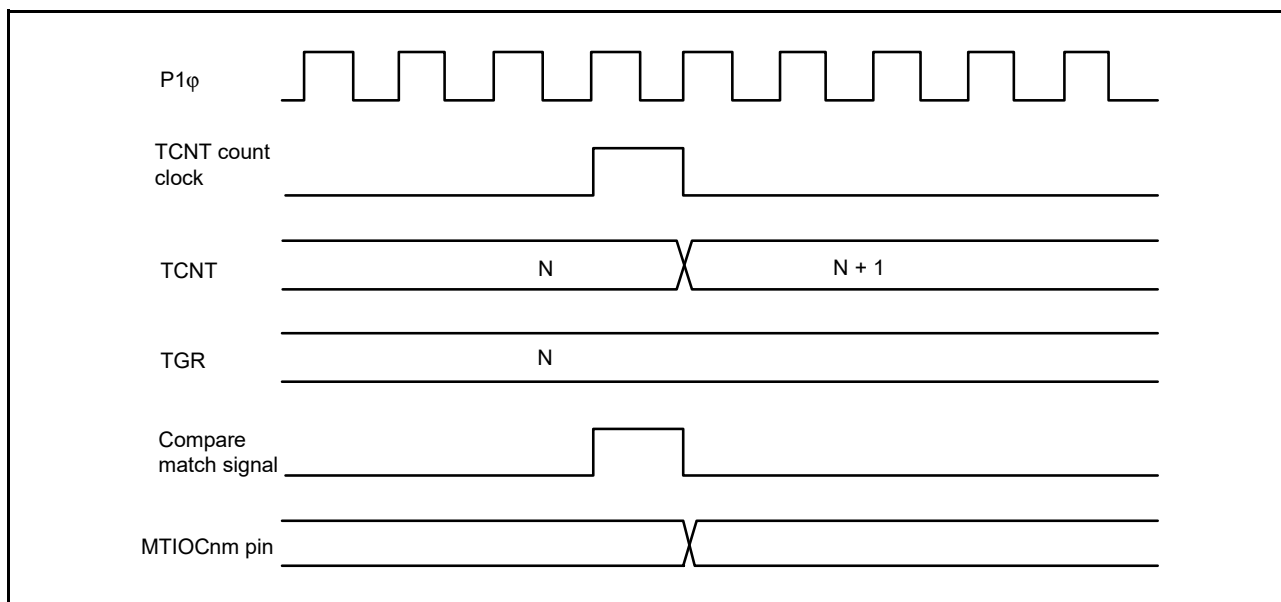 P1φ
TCNT count
clock
TCNT
N
N + 1
TGR
N
Compare
match signal
MTIOCnm pin